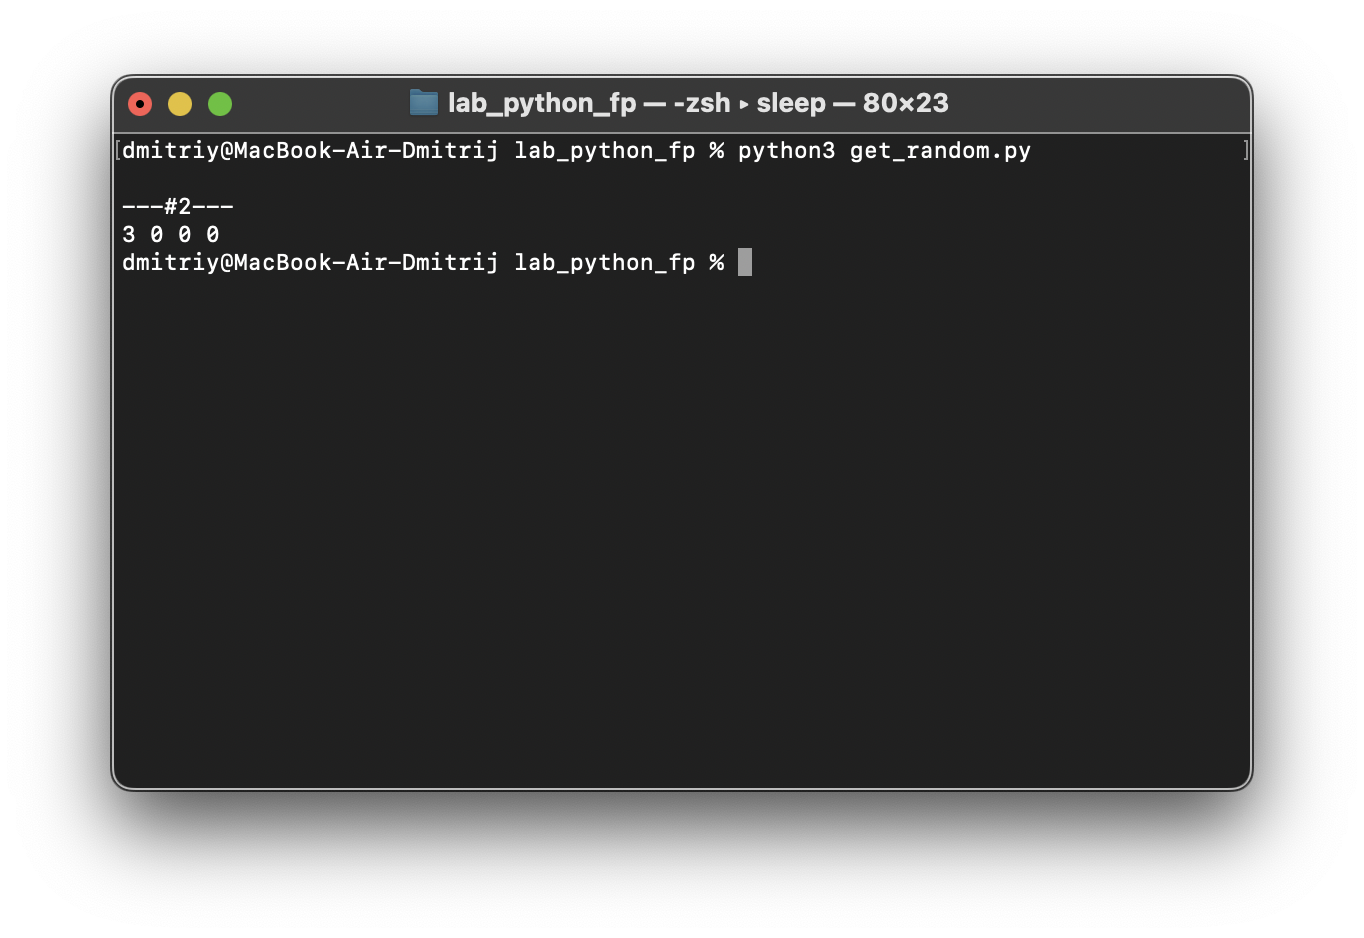 lab_python_fp — -zsh ▸ sleep — 80×23
[dmitriy@MacBook-Air-Dmitrij lab_python_fp % python3 get_random.py ]
---#2---
3 0 0 0
dmitriy@MacBook-Air-Dmitrij lab_python_fp %